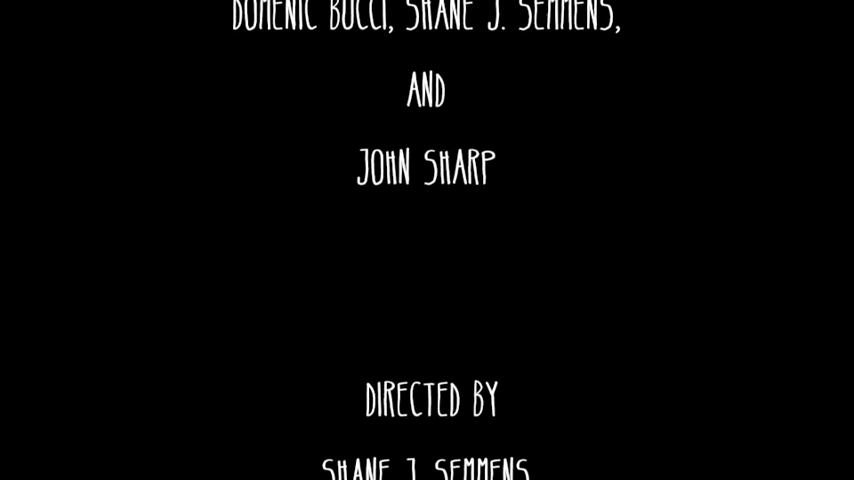 DOMENIC BUCCI, SHANE J. SEMMENS,
AND
JOHN SHARP
DIRECTED BY
SHANE J. SEMMENS